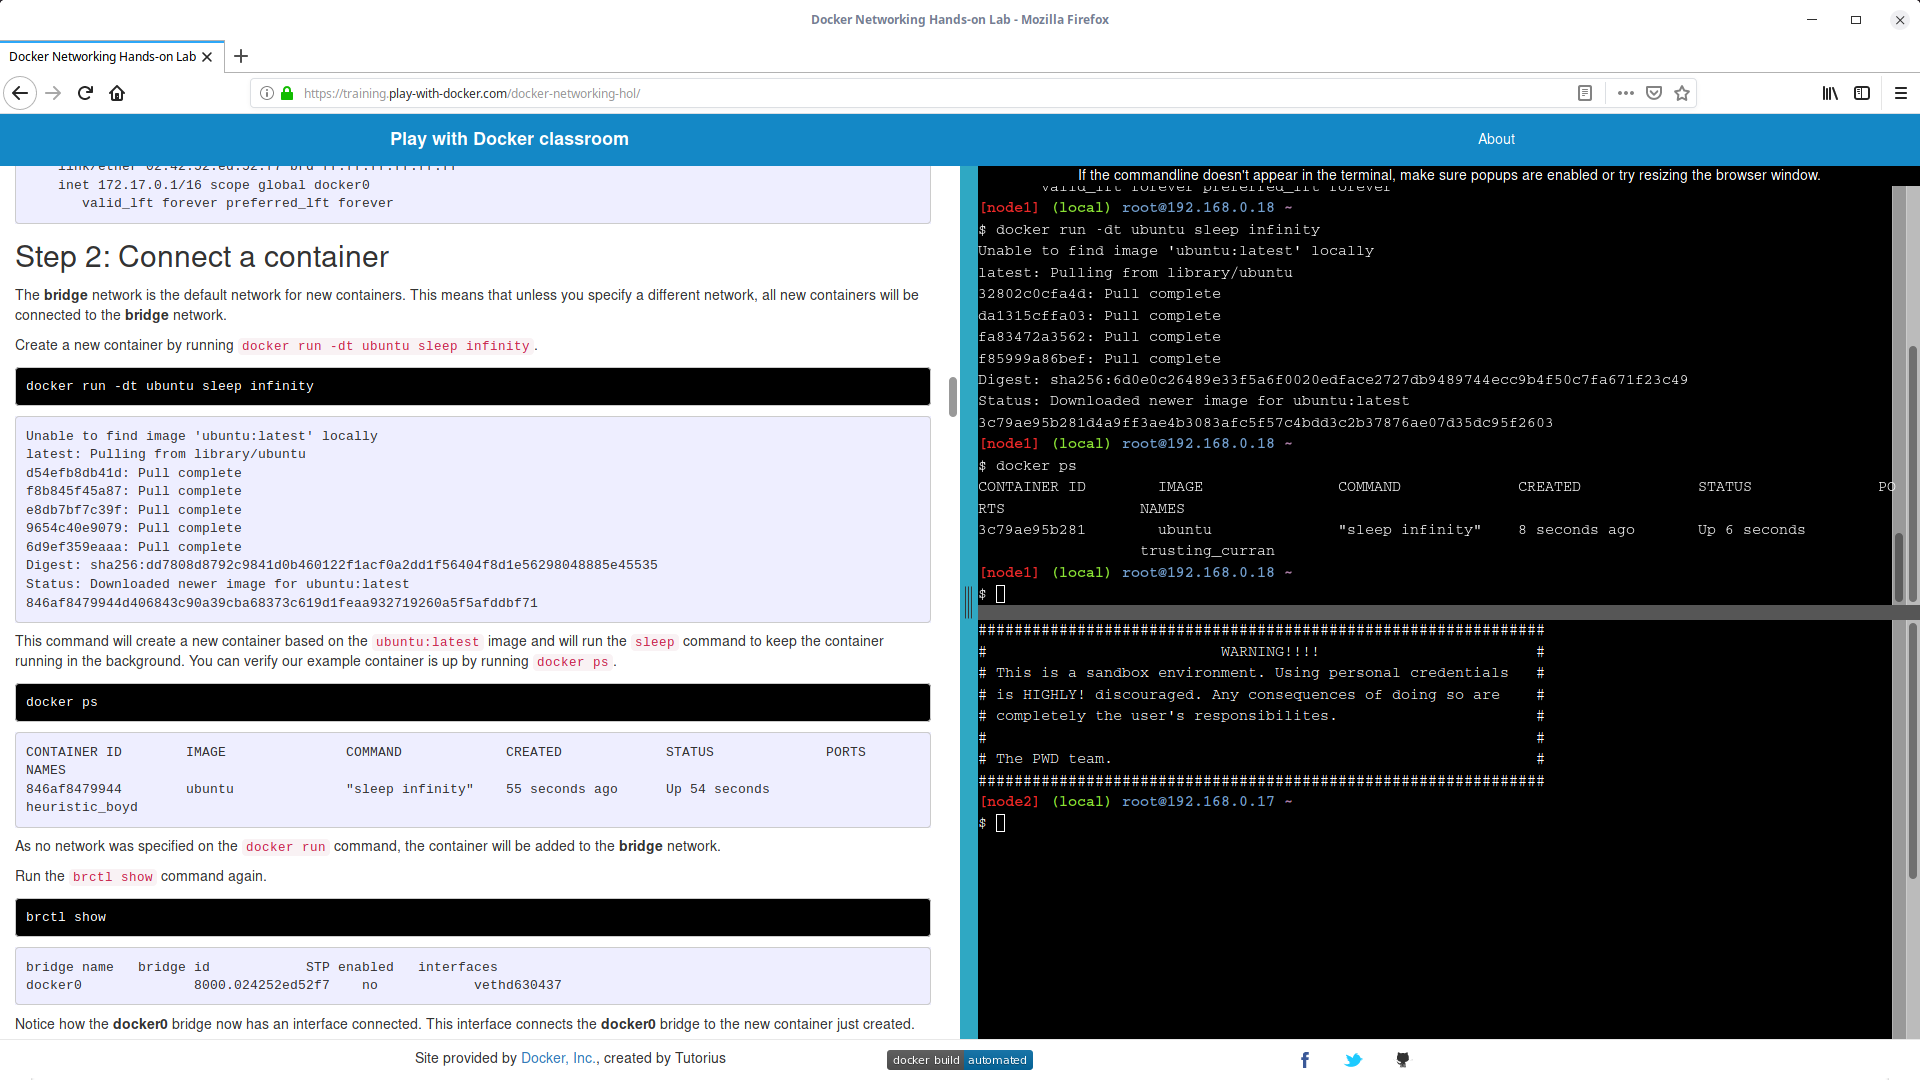 Docker Networking Hands-on Lab - Mozilla Firefox
Docker Networking Hands-on Lab
https://training.play-with-docker.com/docker-networking-hol/
Play with Docker classroom
About
link/ether 02:42:52:ed:52:f7 brd ff:ff:ff:ff:ff:ff
inet 172.17.0.1/16 scope global docker0
valid_lft forever preferred_lft forever
Step 2: Connect a container
The bridge network is the default network for new containers. This means that unless you specify a different network, all new containers will be
connected to the bridge network.
Create a new container by running docker run -dt ubuntu sleep infinity.
docker run -dt ubuntu sleep infinity
Unable to find image 'ubuntu:latest' locally
latest: Pulling from library/ubuntu
d54efb8db41d: Pull complete
f8b845f45a87: Pull complete
e8db7bf7c39f: Pull complete
9654c40e9079: Pull complete
6d9ef359eaaa: Pull complete
Digest: sha256:dd7808d8792c9841d0b460122f1acf0a2dd1f56404f8d1e56298048885e45535
Status: Downloaded newer image for ubuntu:latest
846af8479944d406843c90a39cba68373c619d1feaa932719260a5f5afddbf71
This command will create a new container based on the ubuntu:latest image and will run the sleep command to keep the container
running in the background. You can verify our example container is up by running docker ps.
docker ps
CONTAINER ID IMAGE COMMAND CREATED STATUS PORTS
NAMES
846af8479944 ubuntu "sleep infinity" 55 seconds ago Up 54 seconds
heuristic_boyd
As no network was specified on the docker run command, the container will be added to the bridge network.
Run the brctl show command again.
brctl show
bridge name bridge id STP enabled interfaces
docker0 8000.024252ed52f7 no vethd630437
Notice how the docker0 bridge now has an interface connected. This interface connects the docker0 bridge to the new container just created.
If the commandline doesn't appear in the terminal, make sure popups are enabled or try resizing the browser window.
valid_lft forever preferred_lft forever
[node1] (local) root@192.168.0.18 ~
$ docker run -dt ubuntu sleep infinity
Unable to find image 'ubuntu:latest' locally
latest: Pulling from library/ubuntu
32802c0cfa4d: Pull complete
da1315cffa03: Pull complete
fa83472a3562: Pull complete
f85999a86bef: Pull complete
Digest: sha256:6d0e0c26489e33f5a6f0020edface2727db9489744ecc9b4f50c7fa671f23c49
Status: Downloaded newer image for ubuntu:latest
3c79ae95b281d4a9ff3ae4b3083afc5f57c4bdd3c2b37876ae07d35dc95f2603
[node1] (local) root@192.168.0.18 ~
$ docker ps
CONTAINER ID IMAGE COMMAND CREATED STATUS PO
RTS NAMES
3c79ae95b281 ubuntu "sleep infinity" 8 seconds ago Up 6 seconds
trusting_curran
[node1] (local) root@192.168.0.18 ~
$
###############################################################
# WARNING!!!! #
# This is a sandbox environment. Using personal credentials #
# is HIGHLY! discouraged. Any consequences of doing so are #
# completely the user's responsibilites. #
# #
# The PWD team. #
###############################################################
[node2] (local) root@192.168.0.17 ~
$
Site provided by Docker, Inc., created by Tutorius
docker build automated